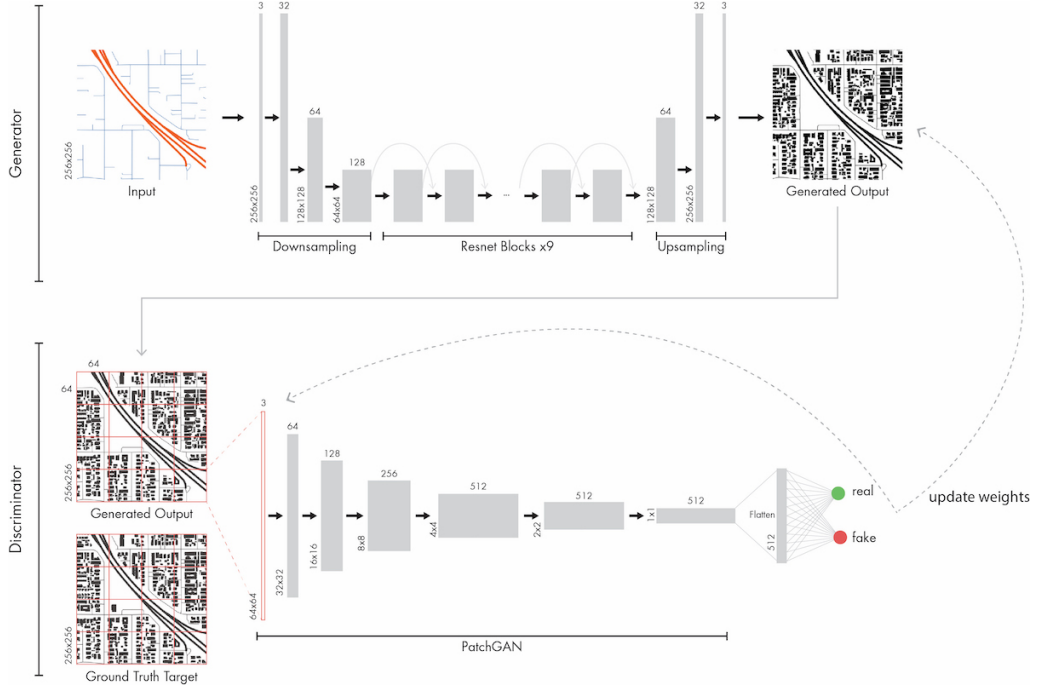 Generator
256x256
Input
3
32
64
128
256x256
128x128
64x64
Downsampling
...
Resnet Blocks x9
64
32
3
128x128
256x256
Upsampling
Generated Output
Discriminator
64
64
256x256
Generated Output
256x256
Ground Truth Target
3
64
128
256
512
512
512
64x64
32x32
16x16
8x8
4x4
2x2
1x1
PatchGAN
Flatten
512
real
fake
update weights